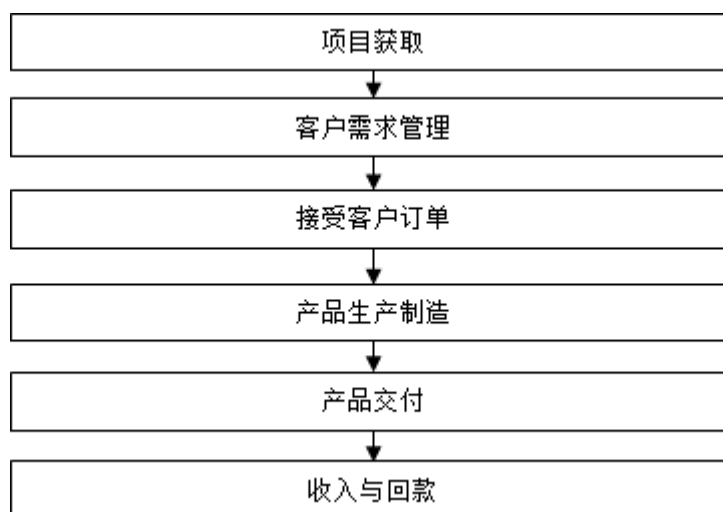 项目获取
客户需求管理
接受客户订单
产品生产制造
产品交付
收入与回款